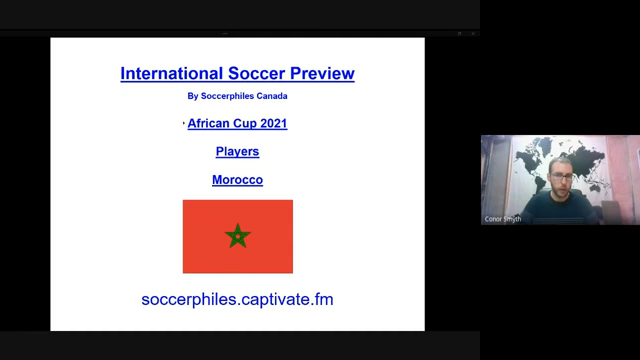 International Soccer Preview
By Soccerphiles Canada
African Cup 2021
Players
Morocco
soccerphiles.captivate.fm
Conor Smyth